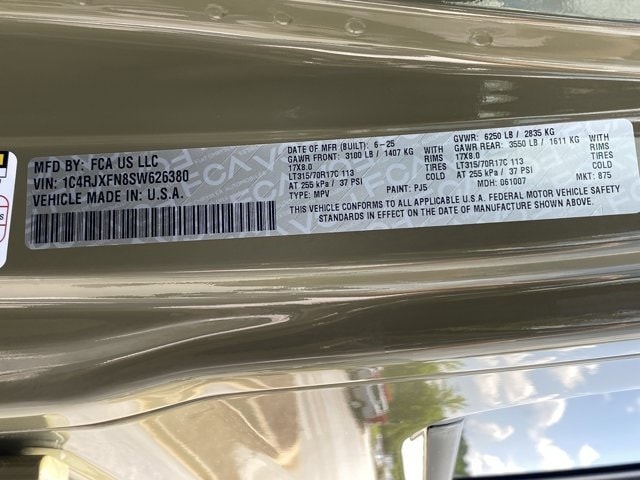 MFD BY: FCA US LLC
VIN: 1C4RJXFN8SW626380
VEHICLE MADE IN: U.S.A.
DATE OF MFR (BUILT): 6-25 GVWR: 6250 LB / 2835 KG
GAWR FRONT: 3100 LB / 1407 KG GAWR REAR: 3550 LB / 1611 KG
17X8.0 RIMS 17X8.0 RIMS
LT315/70R17C 113 TIRES LT315/70R17C 113 TIRES
AT 255 kPa / 37 PSI COLD AT 255 kPa / 37 PSI COLD
TYPE: MPV PAINT: PJ5 MDH: 061007 MKT: 875
THIS VEHICLE CONFORMS TO ALL APPLICABLE U.S.A. FEDERAL MOTOR VEHICLE SAFETY
STANDARDS IN EFFECT ON THE DATE OF MANUFACTURE SHOWN ABOVE.